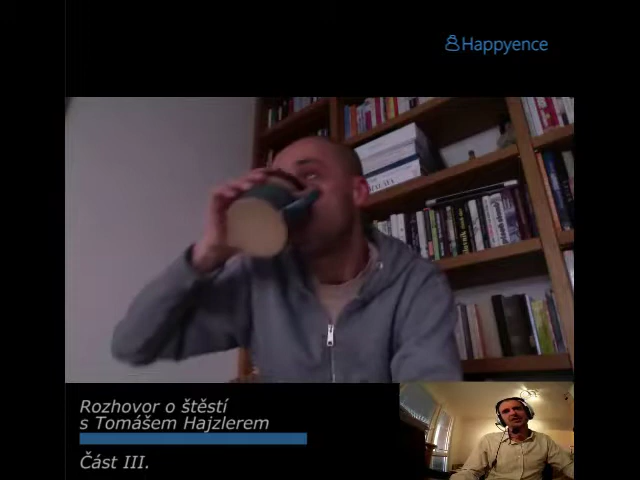 Happyence
Rozhovor o štěstí
s Tomášem Hajzlerem
Část III.